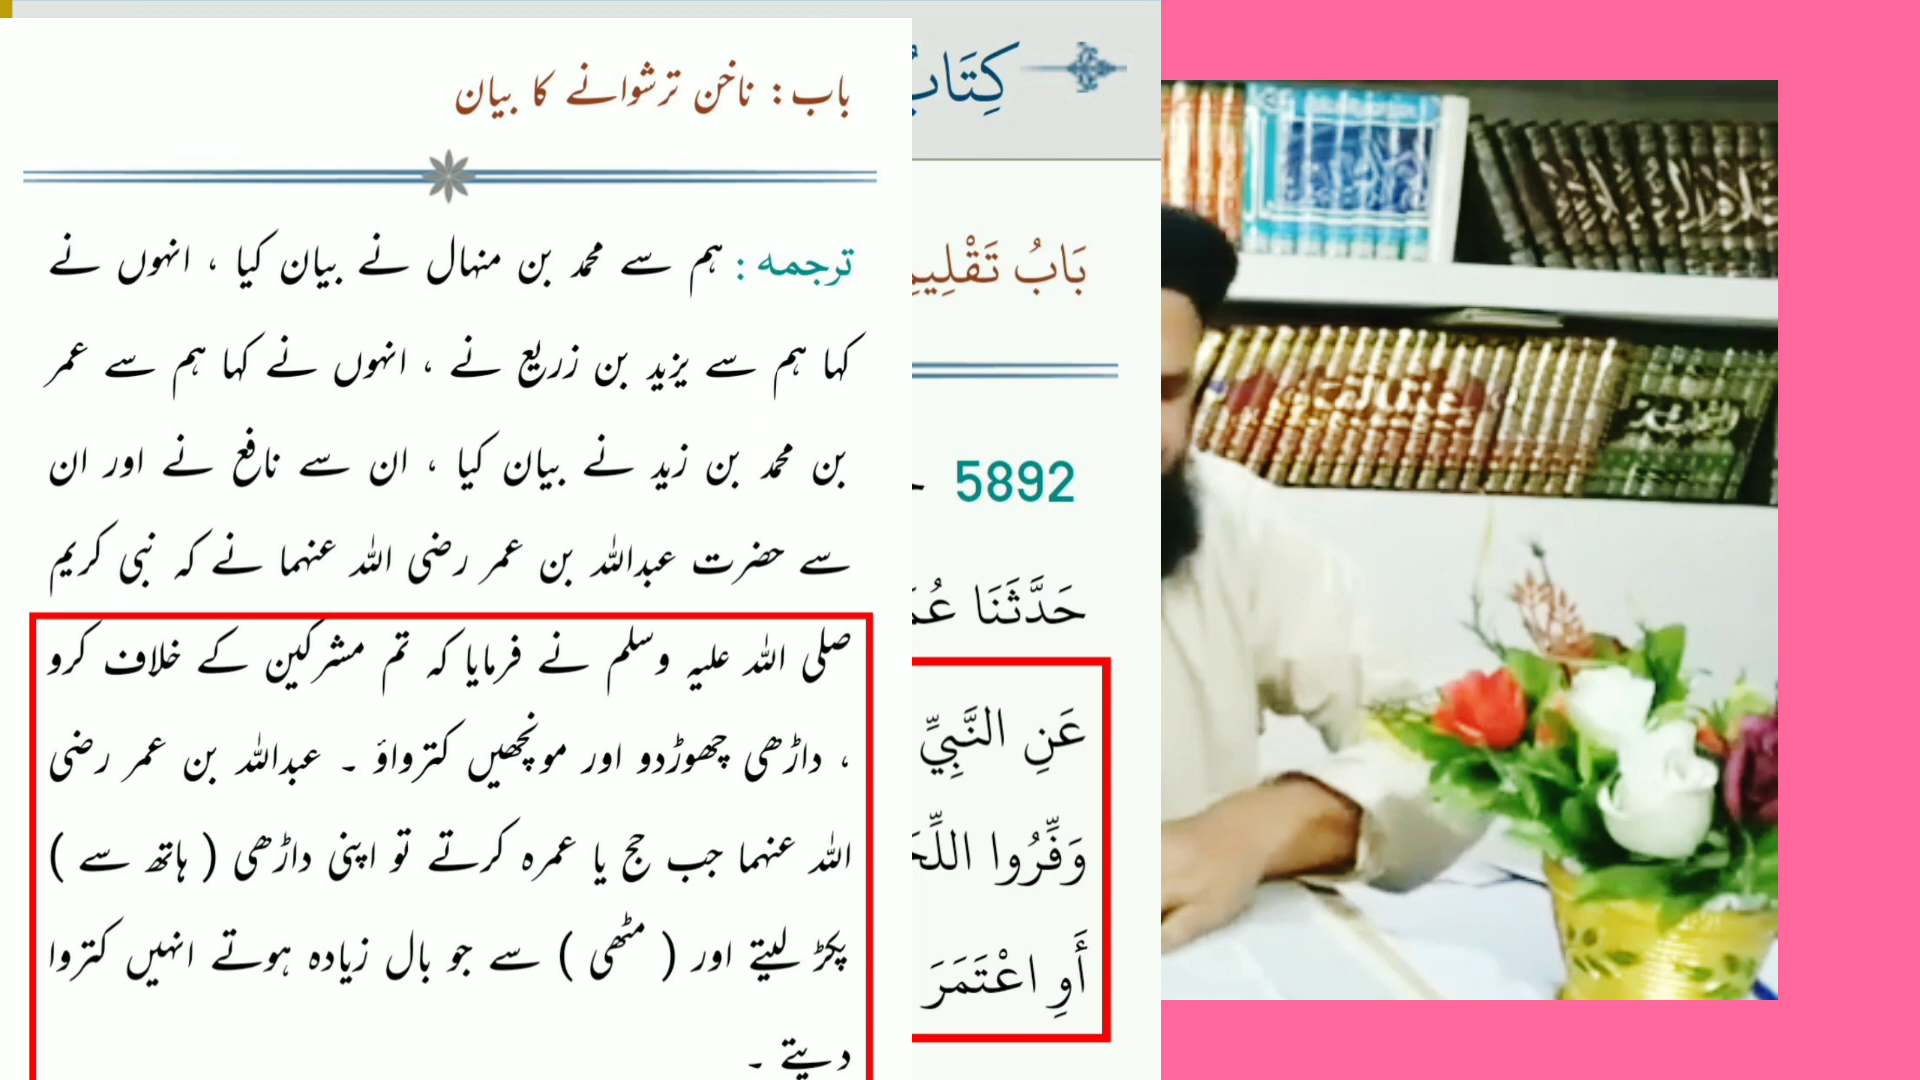 باب: ناخن ترشوانے کا بیان
ترجمہ : ہم سے محمد بن منہال نے بیان کیا ، انہوں نے
کہا ہم سے یزید بن زریع نے ، انہوں نے کہا ہم سے عمر
بن محمد بن زید نے بیان کیا ، ان سے نافع نے اور ان
سے حضرت عبداللہ بن عمر رضی اللہ عنہما نے کہ نبی کریم
صلی اللہ علیہ وسلم نے فرمایا کہ تم مشرکین کے خلاف کرو
، داڑھی چھوڑدو اور مونچھیں کترواؤ ۔ عبداللہ بن عمر رضی
اللہ عنہما جب حج یا عمرہ کرتے تو اپنی داڑھی ( ہاتھ سے )
پکڑ لیتے اور ( مٹھی ) سے جو بال زیادہ ہوتے انہیں کتروا
دیتے ۔
كِتَابُ
بَابُ تَقْلِيمِ
5892
حَدَّثَنَا
عَنِ النَّبِيِّ
وَفِّرُوا
أَوِ اعْتَمَرَ